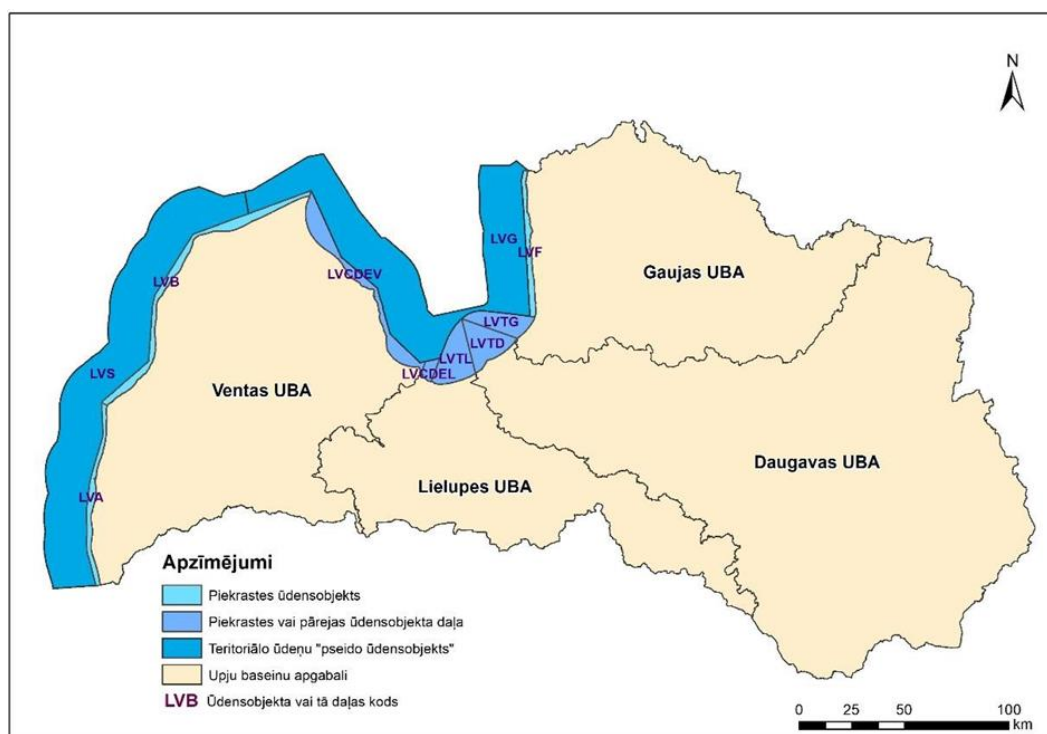 N
LVG
LVF
LVB
LVCDEV
Gaujas UBA
LVTG
LVTD
LVTL
LVCDEL
LVS
Ventas UBA
Daugavas UBA
Lielupes UBA
LVA
Apzīmējumi
Piekrastes ūdensobjekts
Piekrastes vai pārejas ūdensobjekta daļa
Teritoriālo ūdeņu "pseido ūdensobjekts"
Upju baseinu apgabali
LVB Ūdensobjekta vai tā daļas kods
0 25 50 100
km